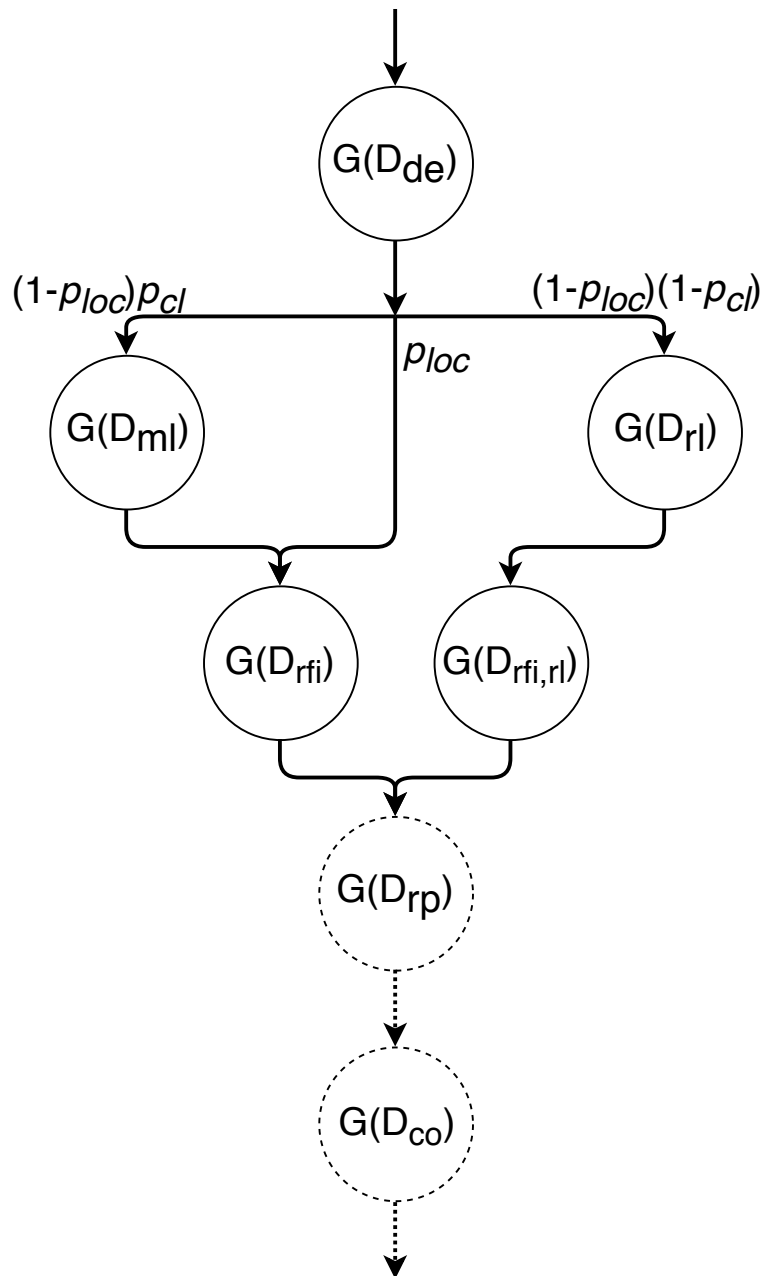 G(D_de)
(1-p_loc)p_cl
(1-p_loc)(1-p_cl)
p_loc
G(D_ml)
G(D_rl)
G(D_rfi)
G(D_rfi,rl)
G(D_rp)
G(D_co)